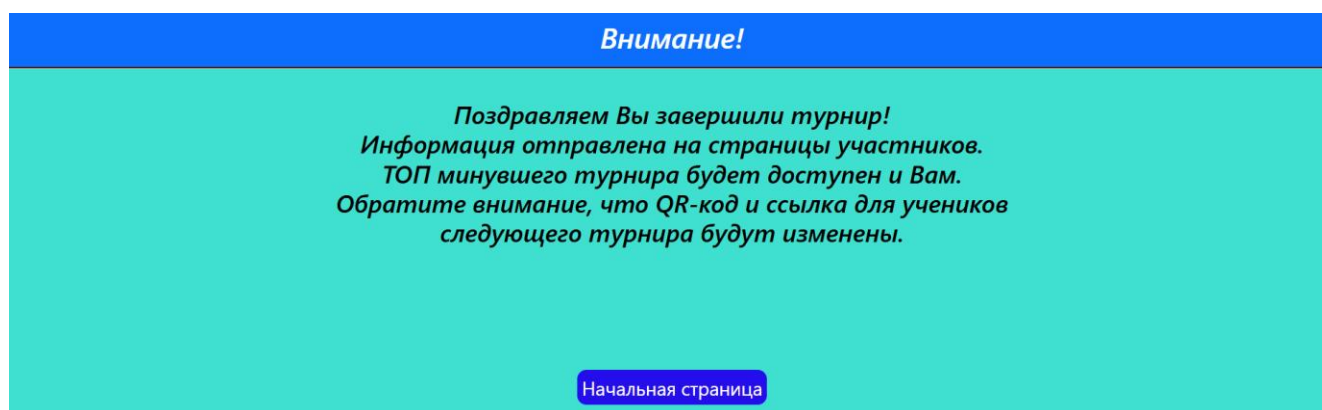 Внимание!
Поздравляем Вы завершили турнир!
Информация отправлена на страницы участников.
ТОП минувшего турнира будет доступен и Вам.
Обратите внимание, что QR-код и ссылка для учеников
следующего турнира будут изменены.
Начальная страница